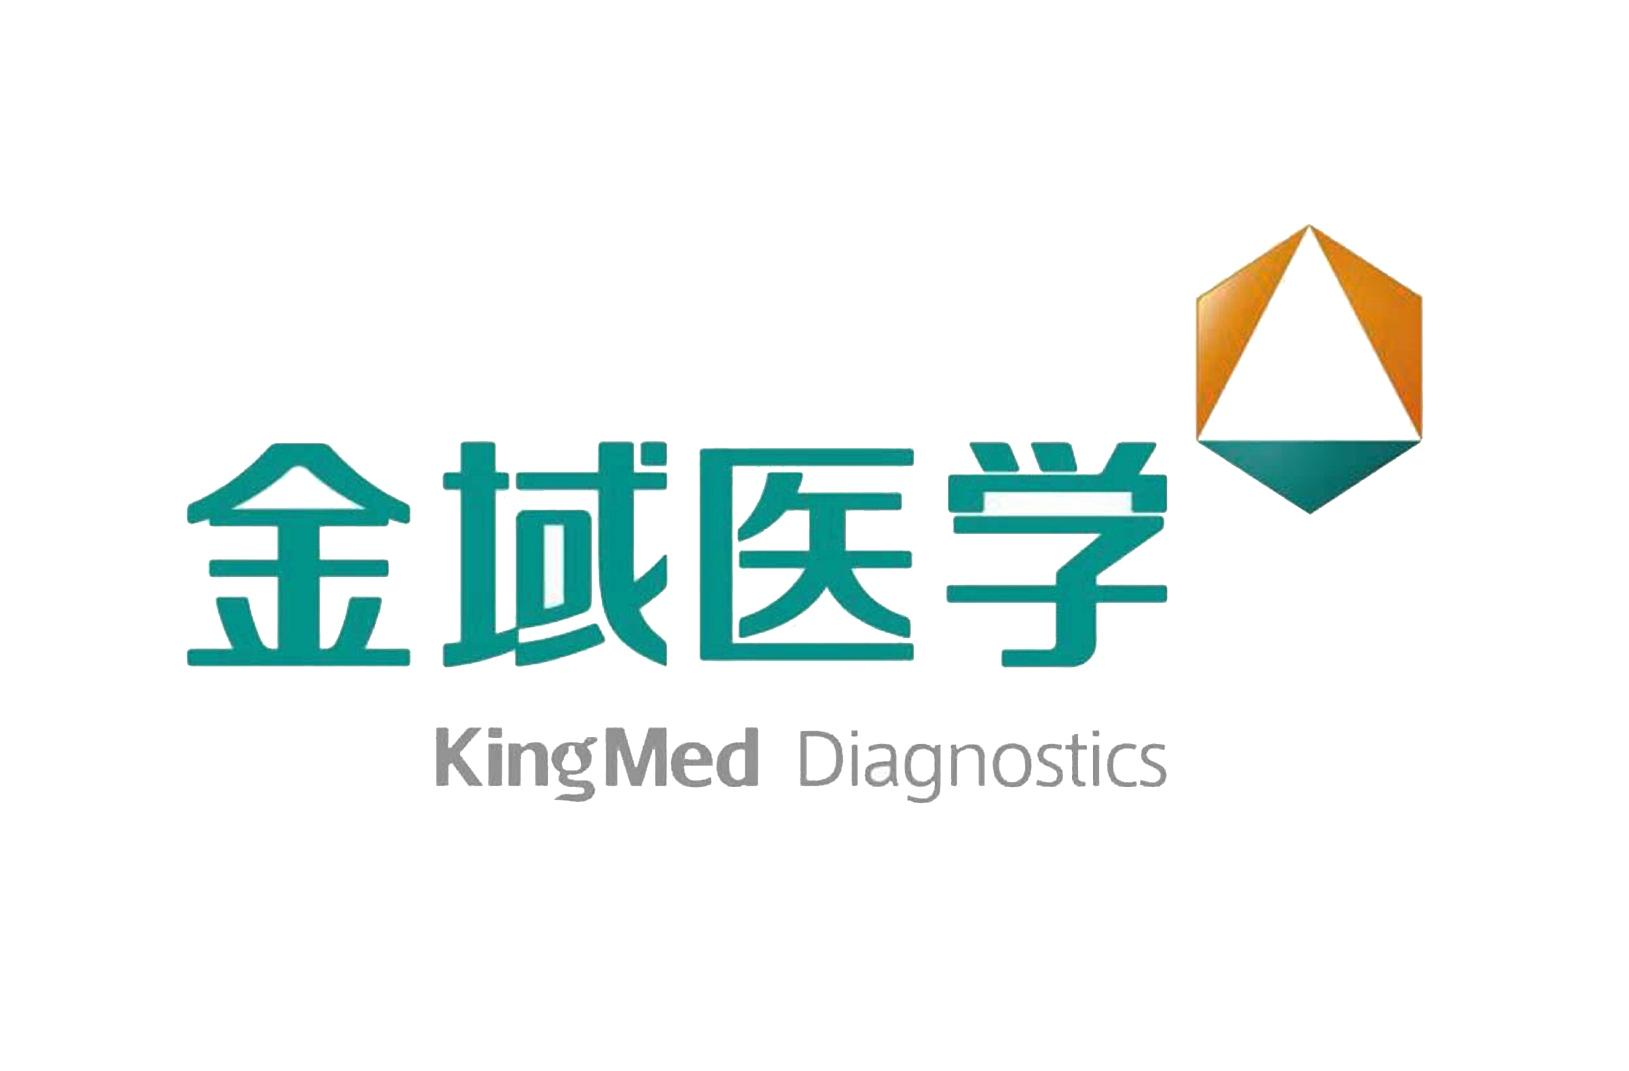 金域医学
KingMed Diagnostics